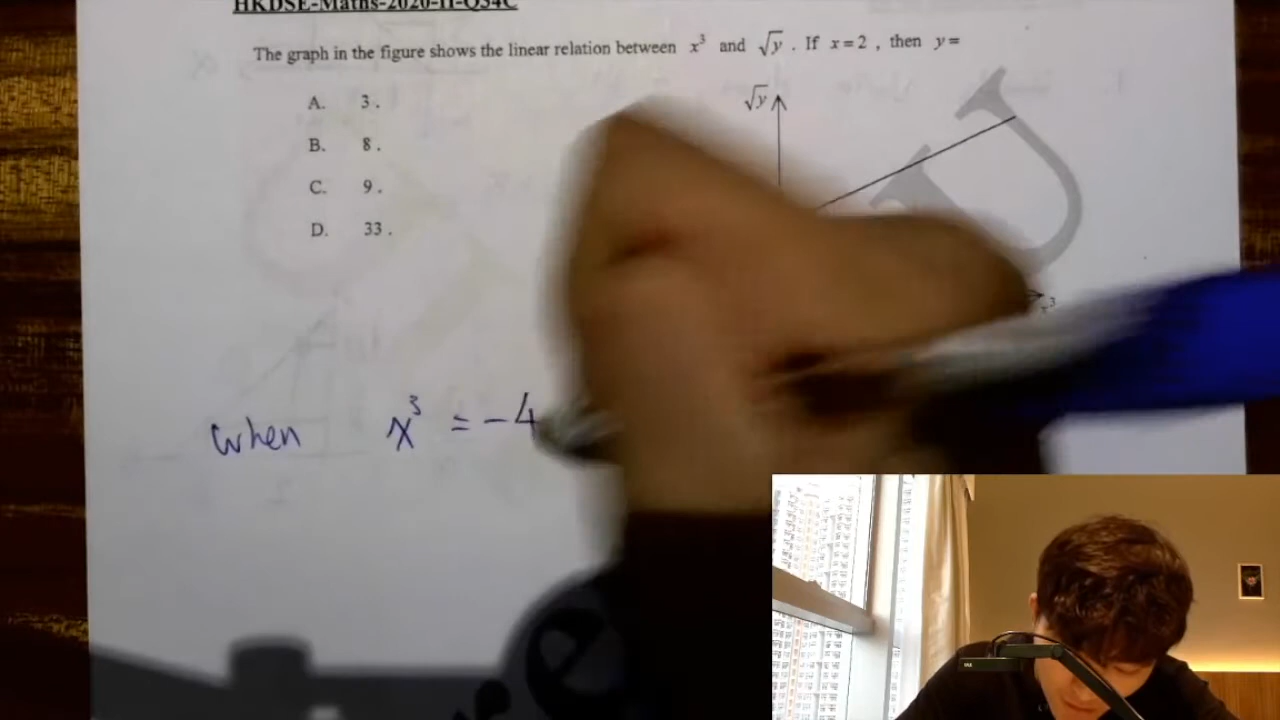 HKDSE-Maths-2020-II-Q34C
The graph in the figure shows the linear relation between x³ and √y . If x=2 , then y=
A. 3 .
B. 8 .
C. 9 .
D. 33 .
√y
x³
when x³ = -4